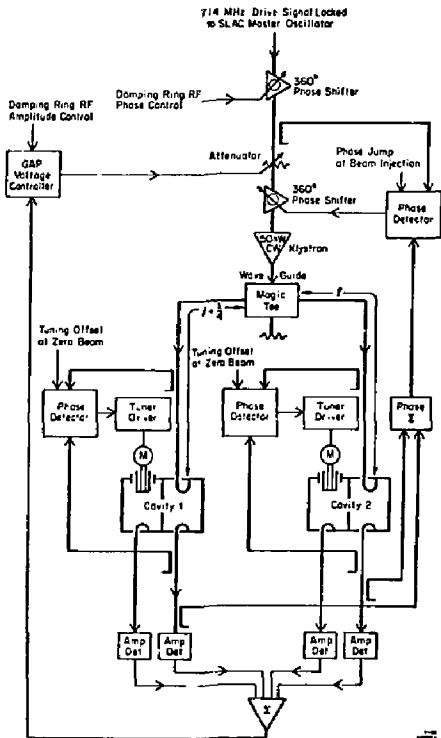 714 MHz Drive Signal Locked
to SLAC Master Oscillator
360°
Phase Shifter
Damping Ring RF
Phase Control
Damping Ring RF
Amplitude Control
GAP
Voltage
Controller
Attenuator
Phase Jump
at Beam Injection
Phase
Detector
360°
Phase Shifter
50kW
CW
Klystron
Wave Guide
Magic
Tee
ℓ
ℓ + λ/4
Tuning Offset
at Zero Beam
Tuning Offset
at Zero Beam
Phase
Detector
Tuner
Driver
Phase
Detector
Tuner
Driver
Phase
Σ
M
M
Cavity 1
Cavity 2
Amp
Det
Amp
Det
Amp
Det
Amp
Det
Σ